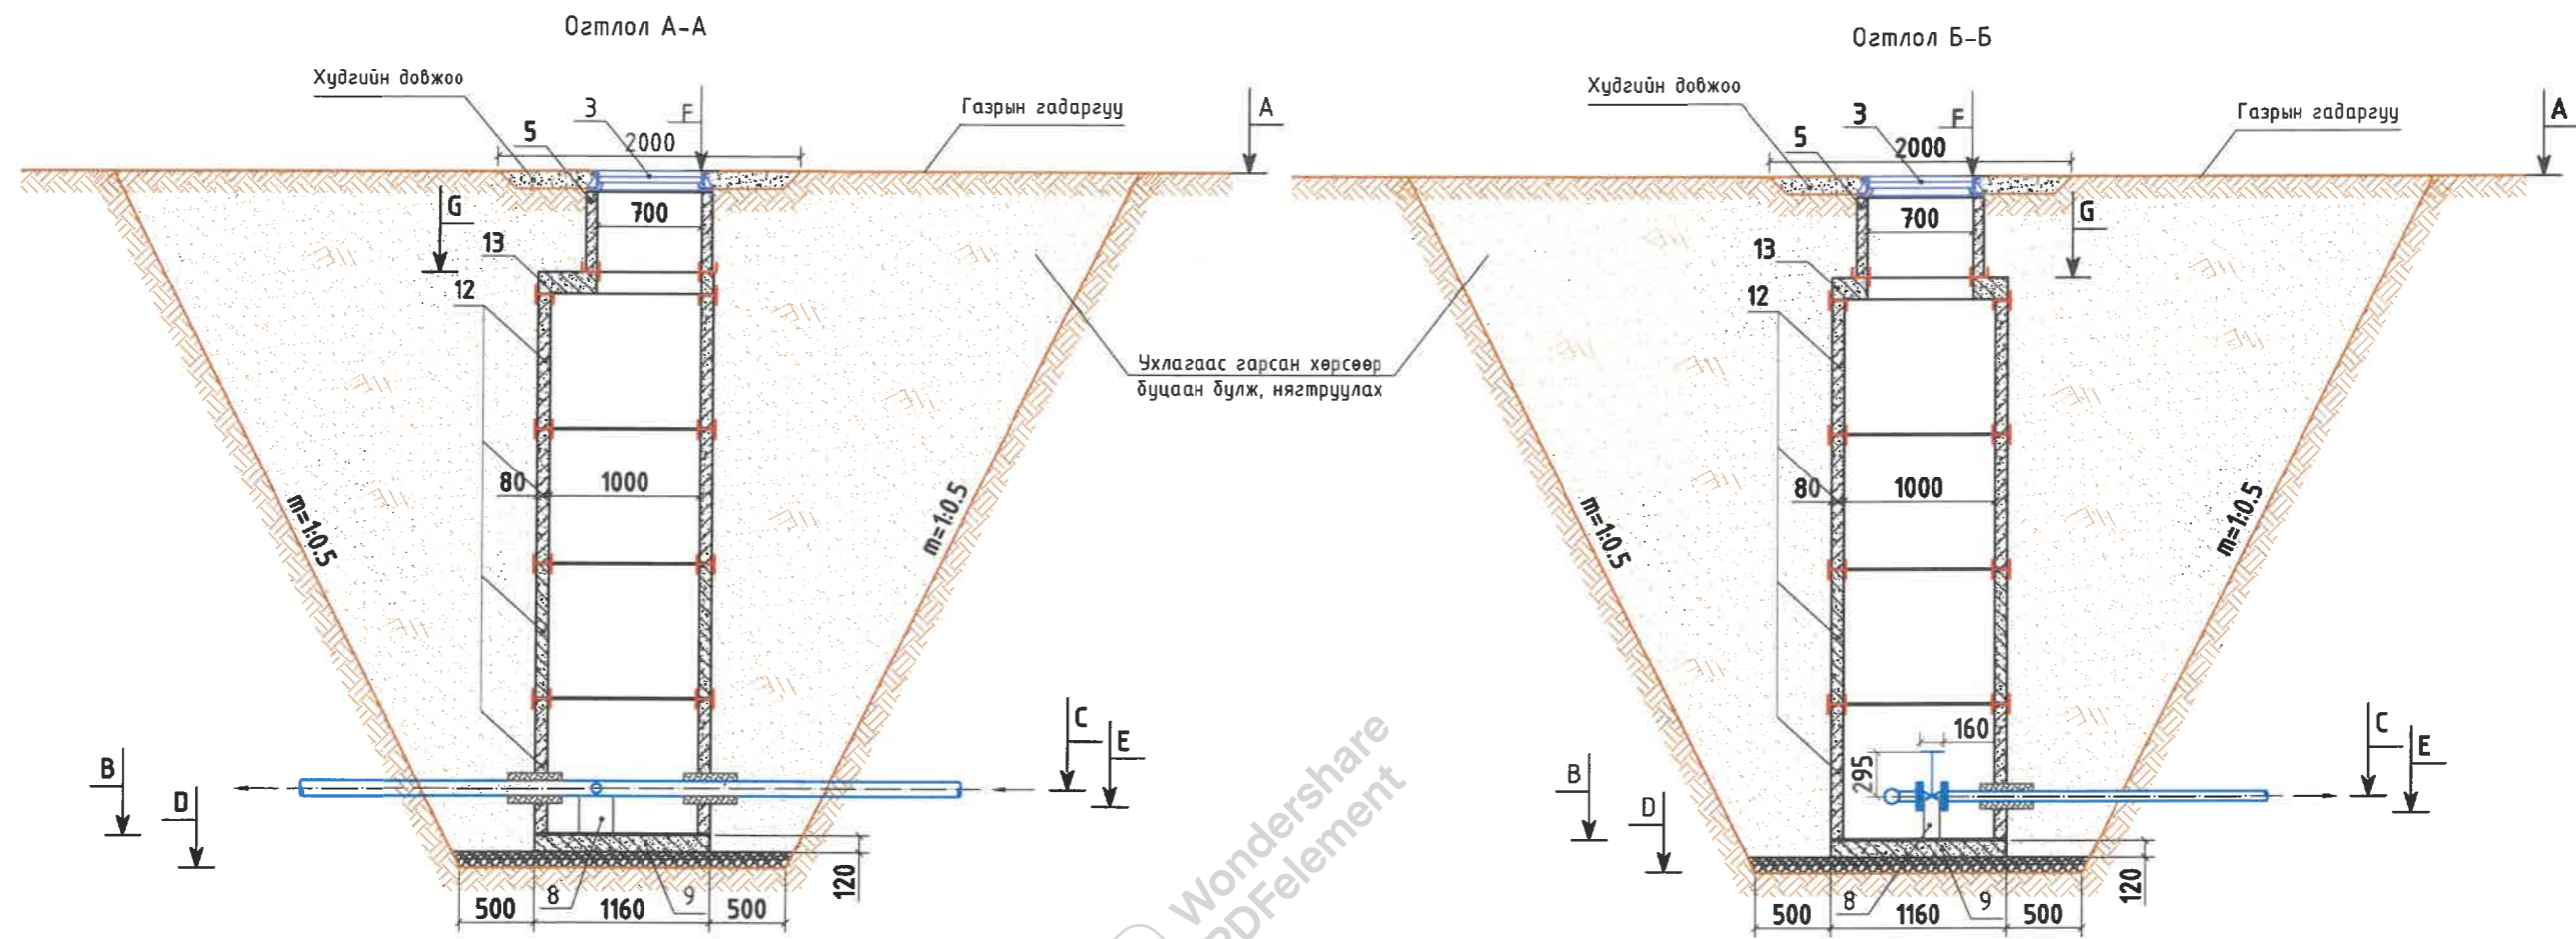 Огтлол А-А
Худгийн довжоо
3
F
Газрын гадаргуу
A
5
2000
G
700
13
12
80
1000
m=1:0.5
m=1:0.5
C
E
B
D
8
9
120
500
1160
500
Ухлагаас гарсан хөрсөөр
буцаан булж, нягтруулах
Огтлол Б-Б
Худгийн довжоо
3
F
Газрын гадаргуу
A
5
2000
G
700
13
12
80
1000
m=1:0.5
m=1:0.5
160
295
C
E
B
D
8
9
120
500
1160
500
Wondershare
PDFelement